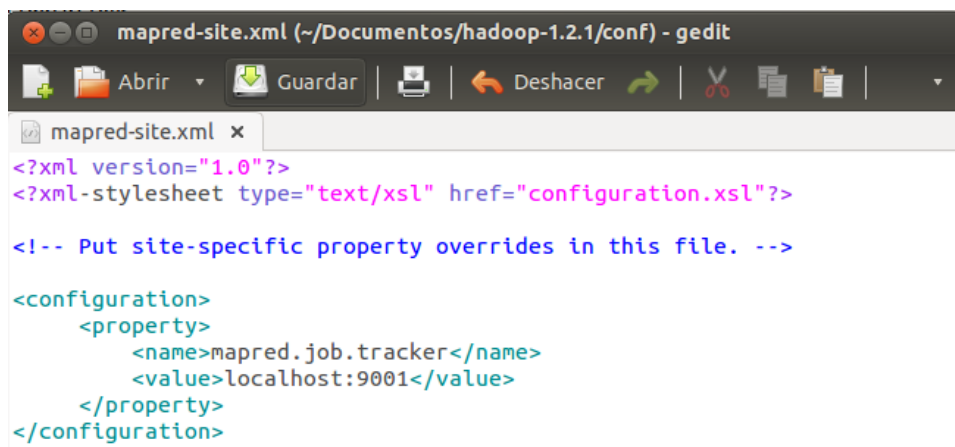 mapred-site.xml (~/Documentos/hadoop-1.2.1/conf) - gedit
Abrir Guardar Deshacer
mapred-site.xml x
<?xml version="1.0"?>
<?xml-stylesheet type="text/xsl" href="configuration.xsl"?>
<!-- Put site-specific property overrides in this file. -->
<configuration>
<property>
<name>mapred.job.tracker</name>
<value>localhost:9001</value>
</property>
</configuration>